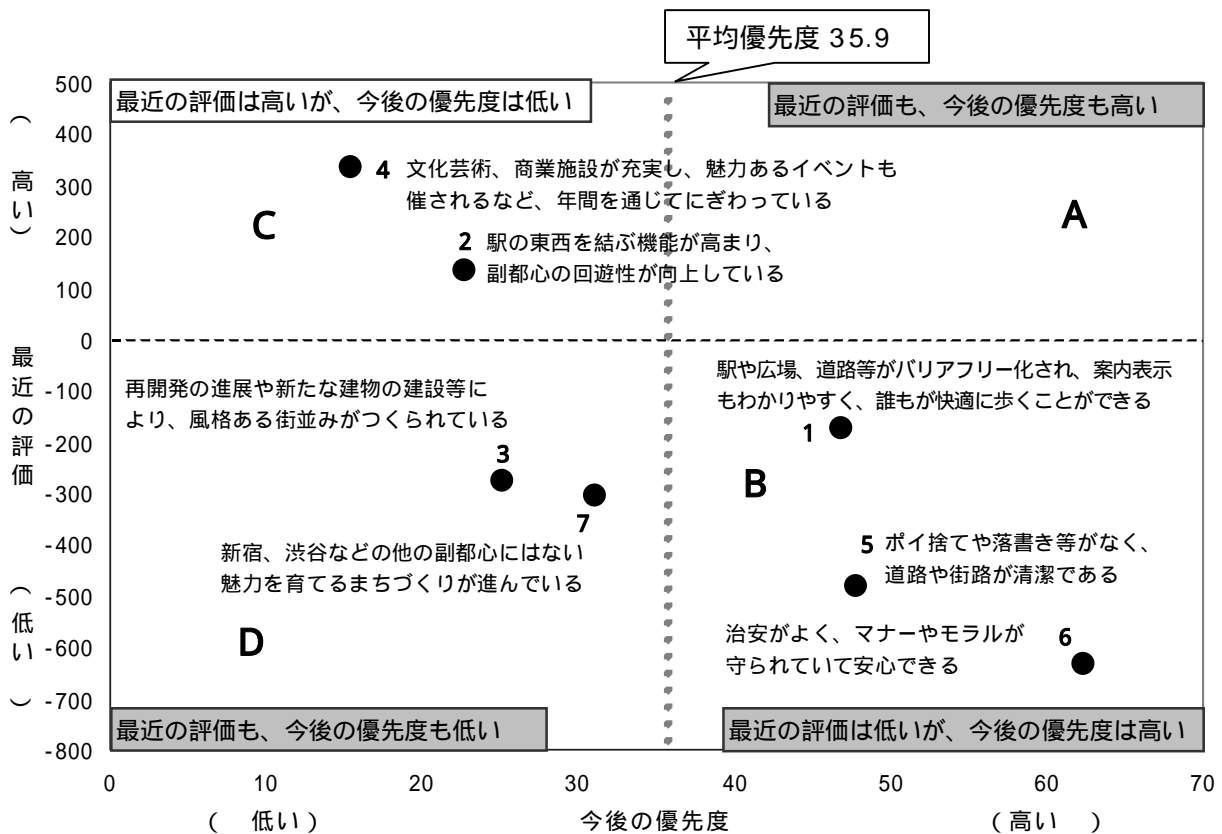 平均優先度 35.9
最近の評価は高いが、今後の優先度は低い
最近の評価も、今後の優先度も高い
4 文化芸術、商業施設が充実し、魅力あるイベントも
催されるなど、年間を通じてにぎわっている
C
A
2 駅の東西を結ぶ機能が高まり、
副都心の回遊性が向上している
再開発の進展や新たな建物の建設等に
より、風格ある街並みがつくられている
3
7
新宿、渋谷などの他の副都心にはない
魅力を育てるまちづくりが進んでいる
D
駅や広場、道路等がバリアフリー化され、案内表示
もわかりやすく、誰もが快適に歩くことができる
1
B
5 ポイ捨てや落書き等がなく、
道路や街路が清潔である
治安がよく、マナーやモラルが
守られていて安心できる
6
最近の評価も、今後の優先度も低い
最近の評価は低いが、今後の優先度は高い
500
400
300
200
100
0
-100
-200
-300
-400
-500
-600
-700
-800
(高い)
最近の評価
(低い)
0 10 20 30 40 50 60 70
( 低い) 今後の優先度 (高い )